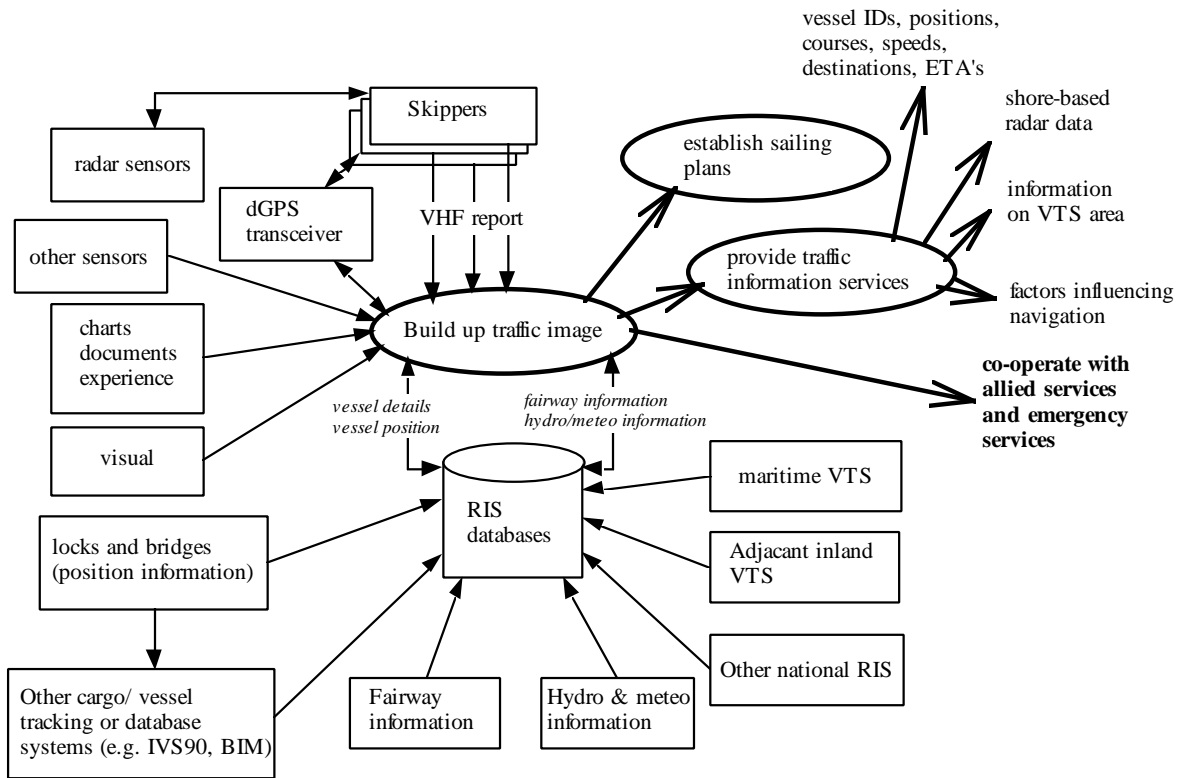 vessel IDs, positions,
courses, speeds,
destinations, ETA's
Skippers
shore-based
radar data
radar sensors
establish sailing
plans
dGPS
transceiver
VHF report
information
on VTS area
other sensors
provide traffic
information services
factors influencing
navigation
charts
documents
experience
Build up traffic image
co-operate with
allied services
and emergency
services
vessel details
vessel position
fairway information
hydro/meteo information
visual
maritime VTS
RIS
databases
locks and bridges
(position information)
Adjacant inland
VTS
Other national RIS
Other cargo/ vessel
tracking or database
systems (e.g. IVS90, BIM)
Fairway
information
Hydro & meteo
information